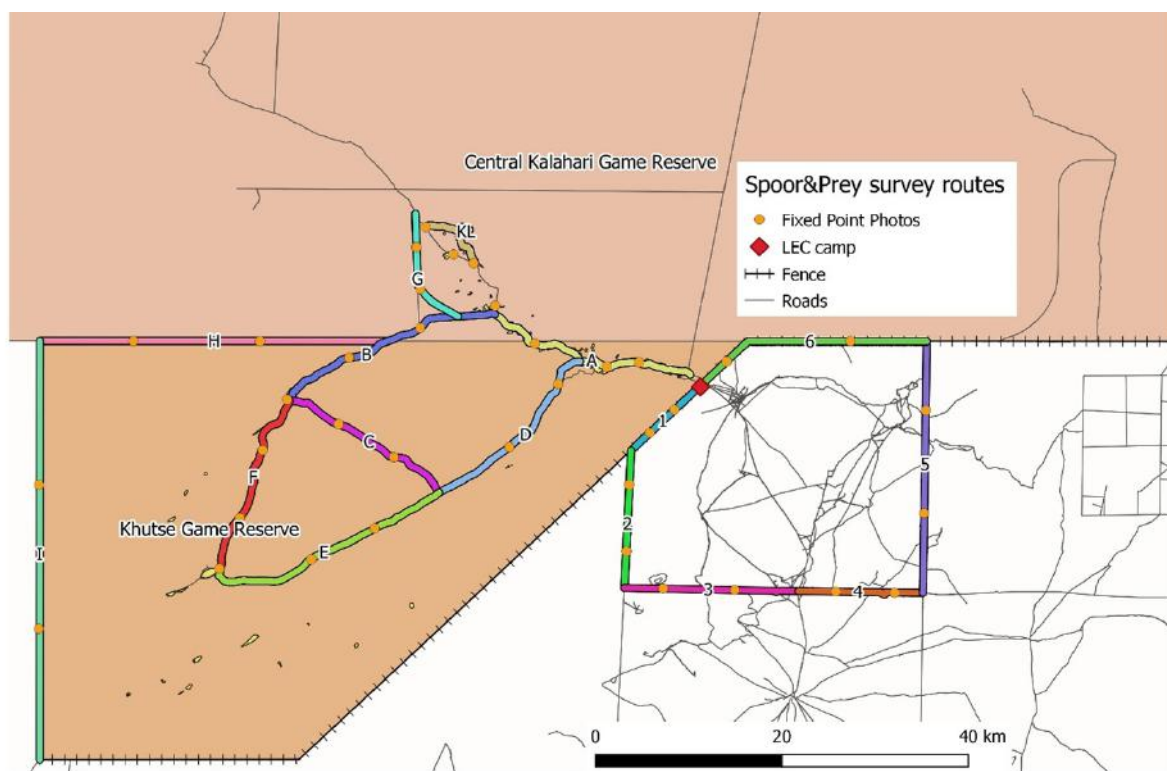 Central Kalahari Game Reserve
Spoor&Prey survey routes
Fixed Point Photos
LEC camp
Fence
Roads
KL
G
H
B
A
6
1
C
D
5
F
2
Khutse Game Reserve
E
I
3
4
0
20
40 km